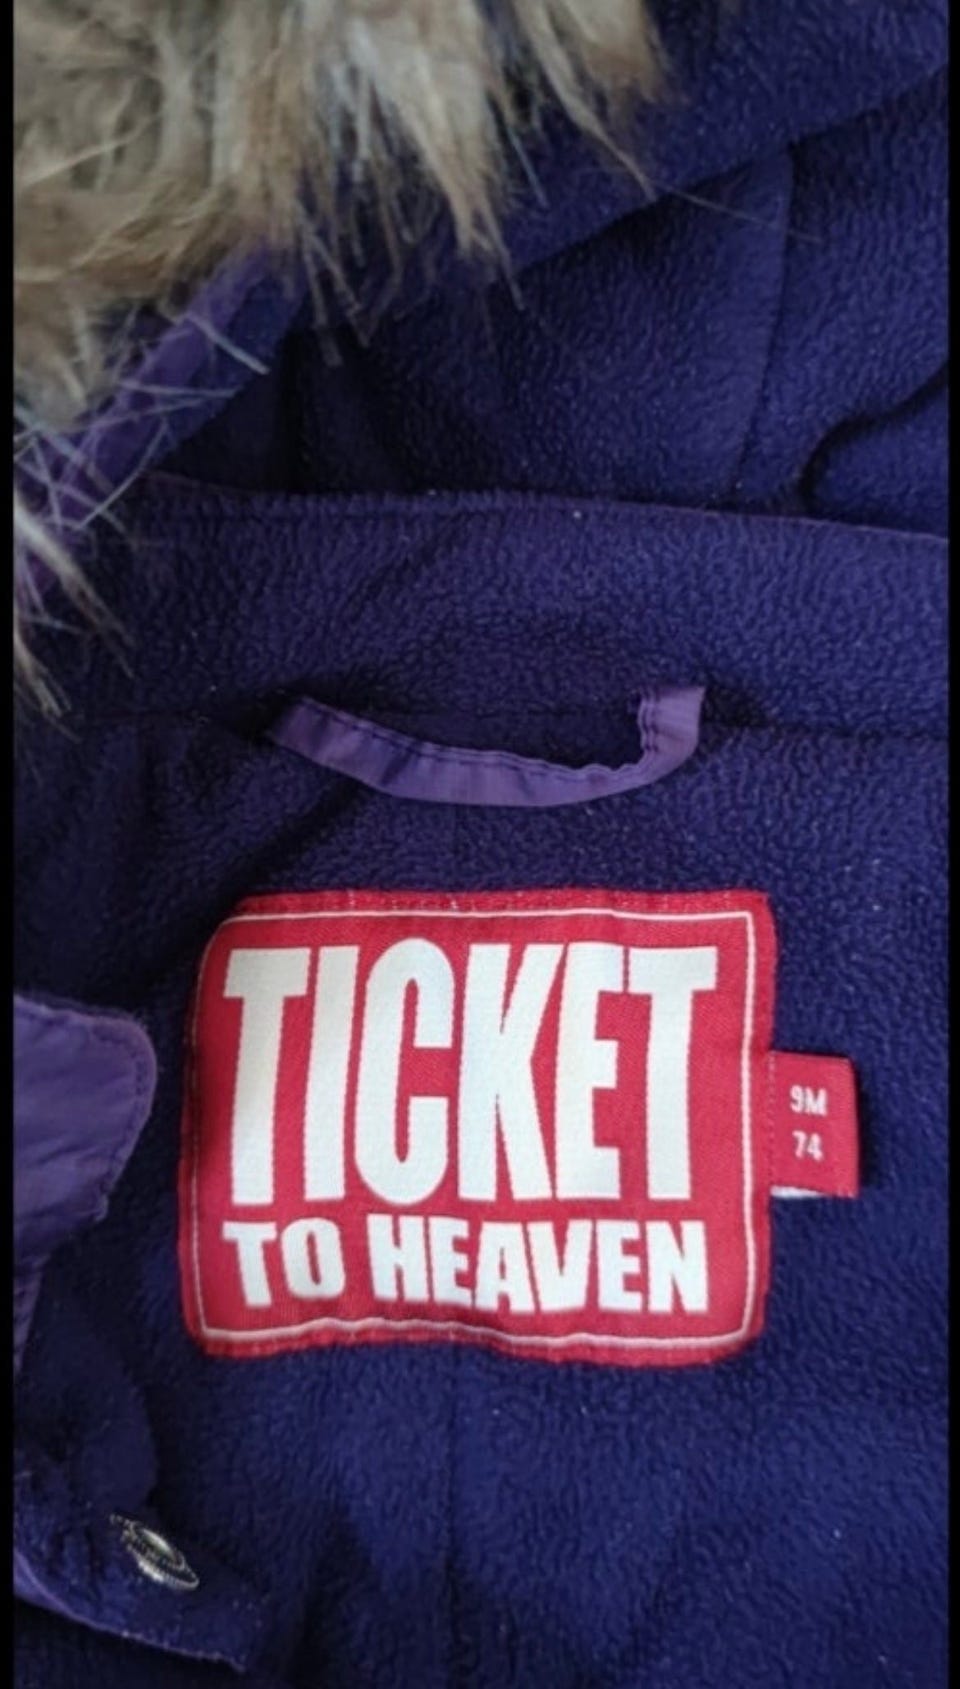 TICKET
TO HEAVEN
9M
74